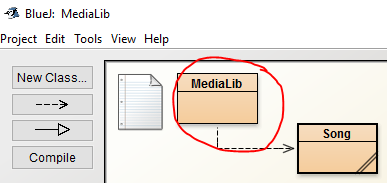 BlueJ: MediaLib
Project Edit Tools View Help
New Class...
Compile
MediaLib
Song